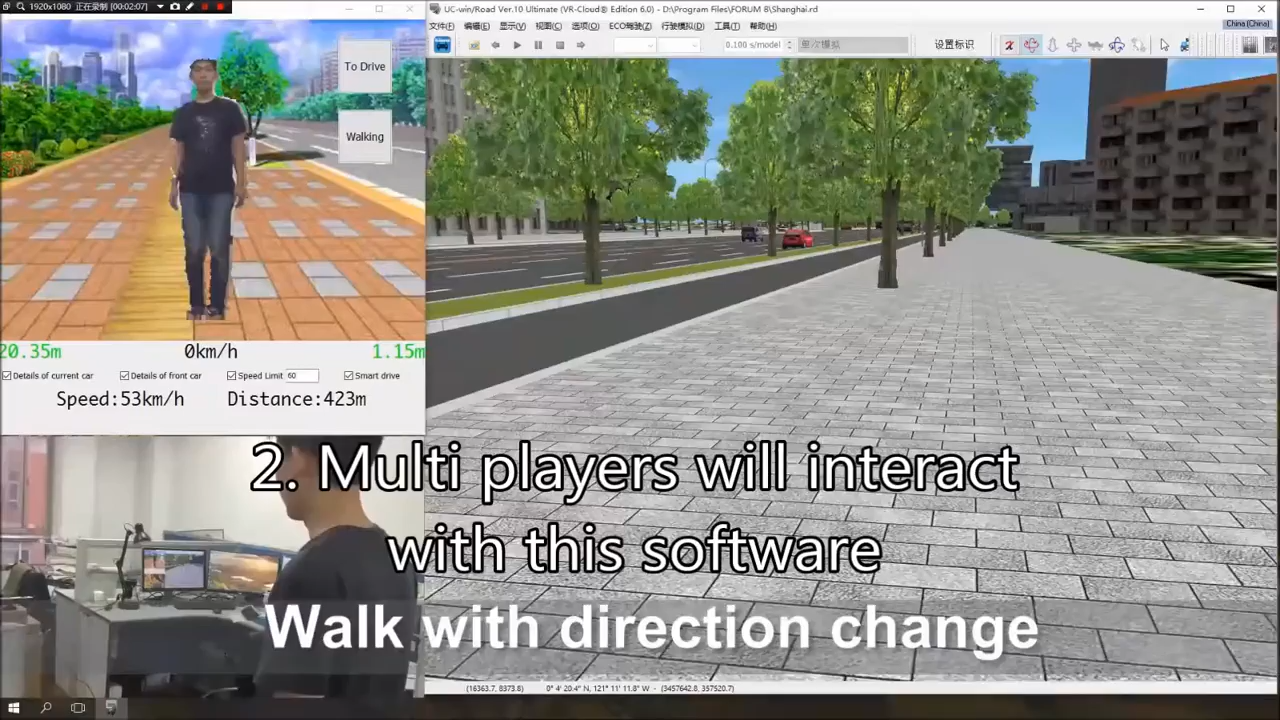 1920x1080 正在录制 [00:02:07]
UC-win/Road Ver.10 Ultimate (VR-Cloud® Edition 6.0) - D:\Program Files\FORUM 8\Shanghai.rd
China (China)
文件(F) 编辑(E) 显示(V) 视图(C) 选项(O) ECO驾驶(Z) 行驶模拟(D) 工具(T) 帮助(H)
0.100 s/model
单次模拟
设置标识
To Drive
Walking
20.35m 0km/h 1.15m
Details of current car Details of front car Speed Limit 60 Smart drive
Speed:53km/h Distance:423m
2. Multi players will interact
with this software
Walk with direction change
(16363.7, 8373.8) 0° 4' 20.4" N, 121° 11' 11.8" W - (3457642.8, 357520.7)